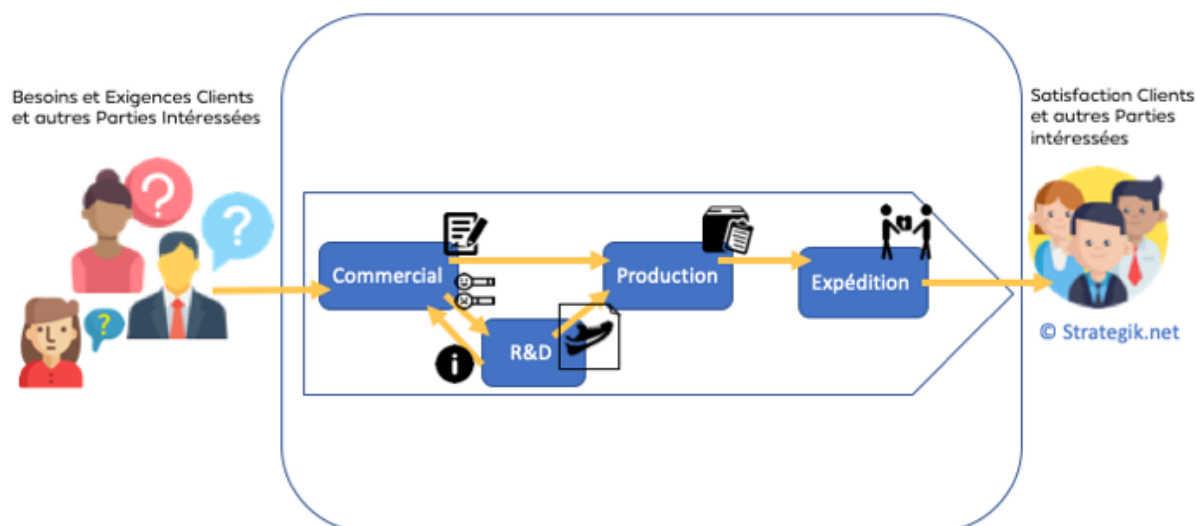 Besoins et Exigences Clients
et autres Parties Intéressées
Satisfaction Clients
et autres Parties
intéressées
Commercial
Production
Expédition
R&D
© Strategik.net